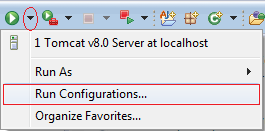 1 Tomcat v8.0 Server at localhost
Run As
Run Configurations...
Organize Favorites...